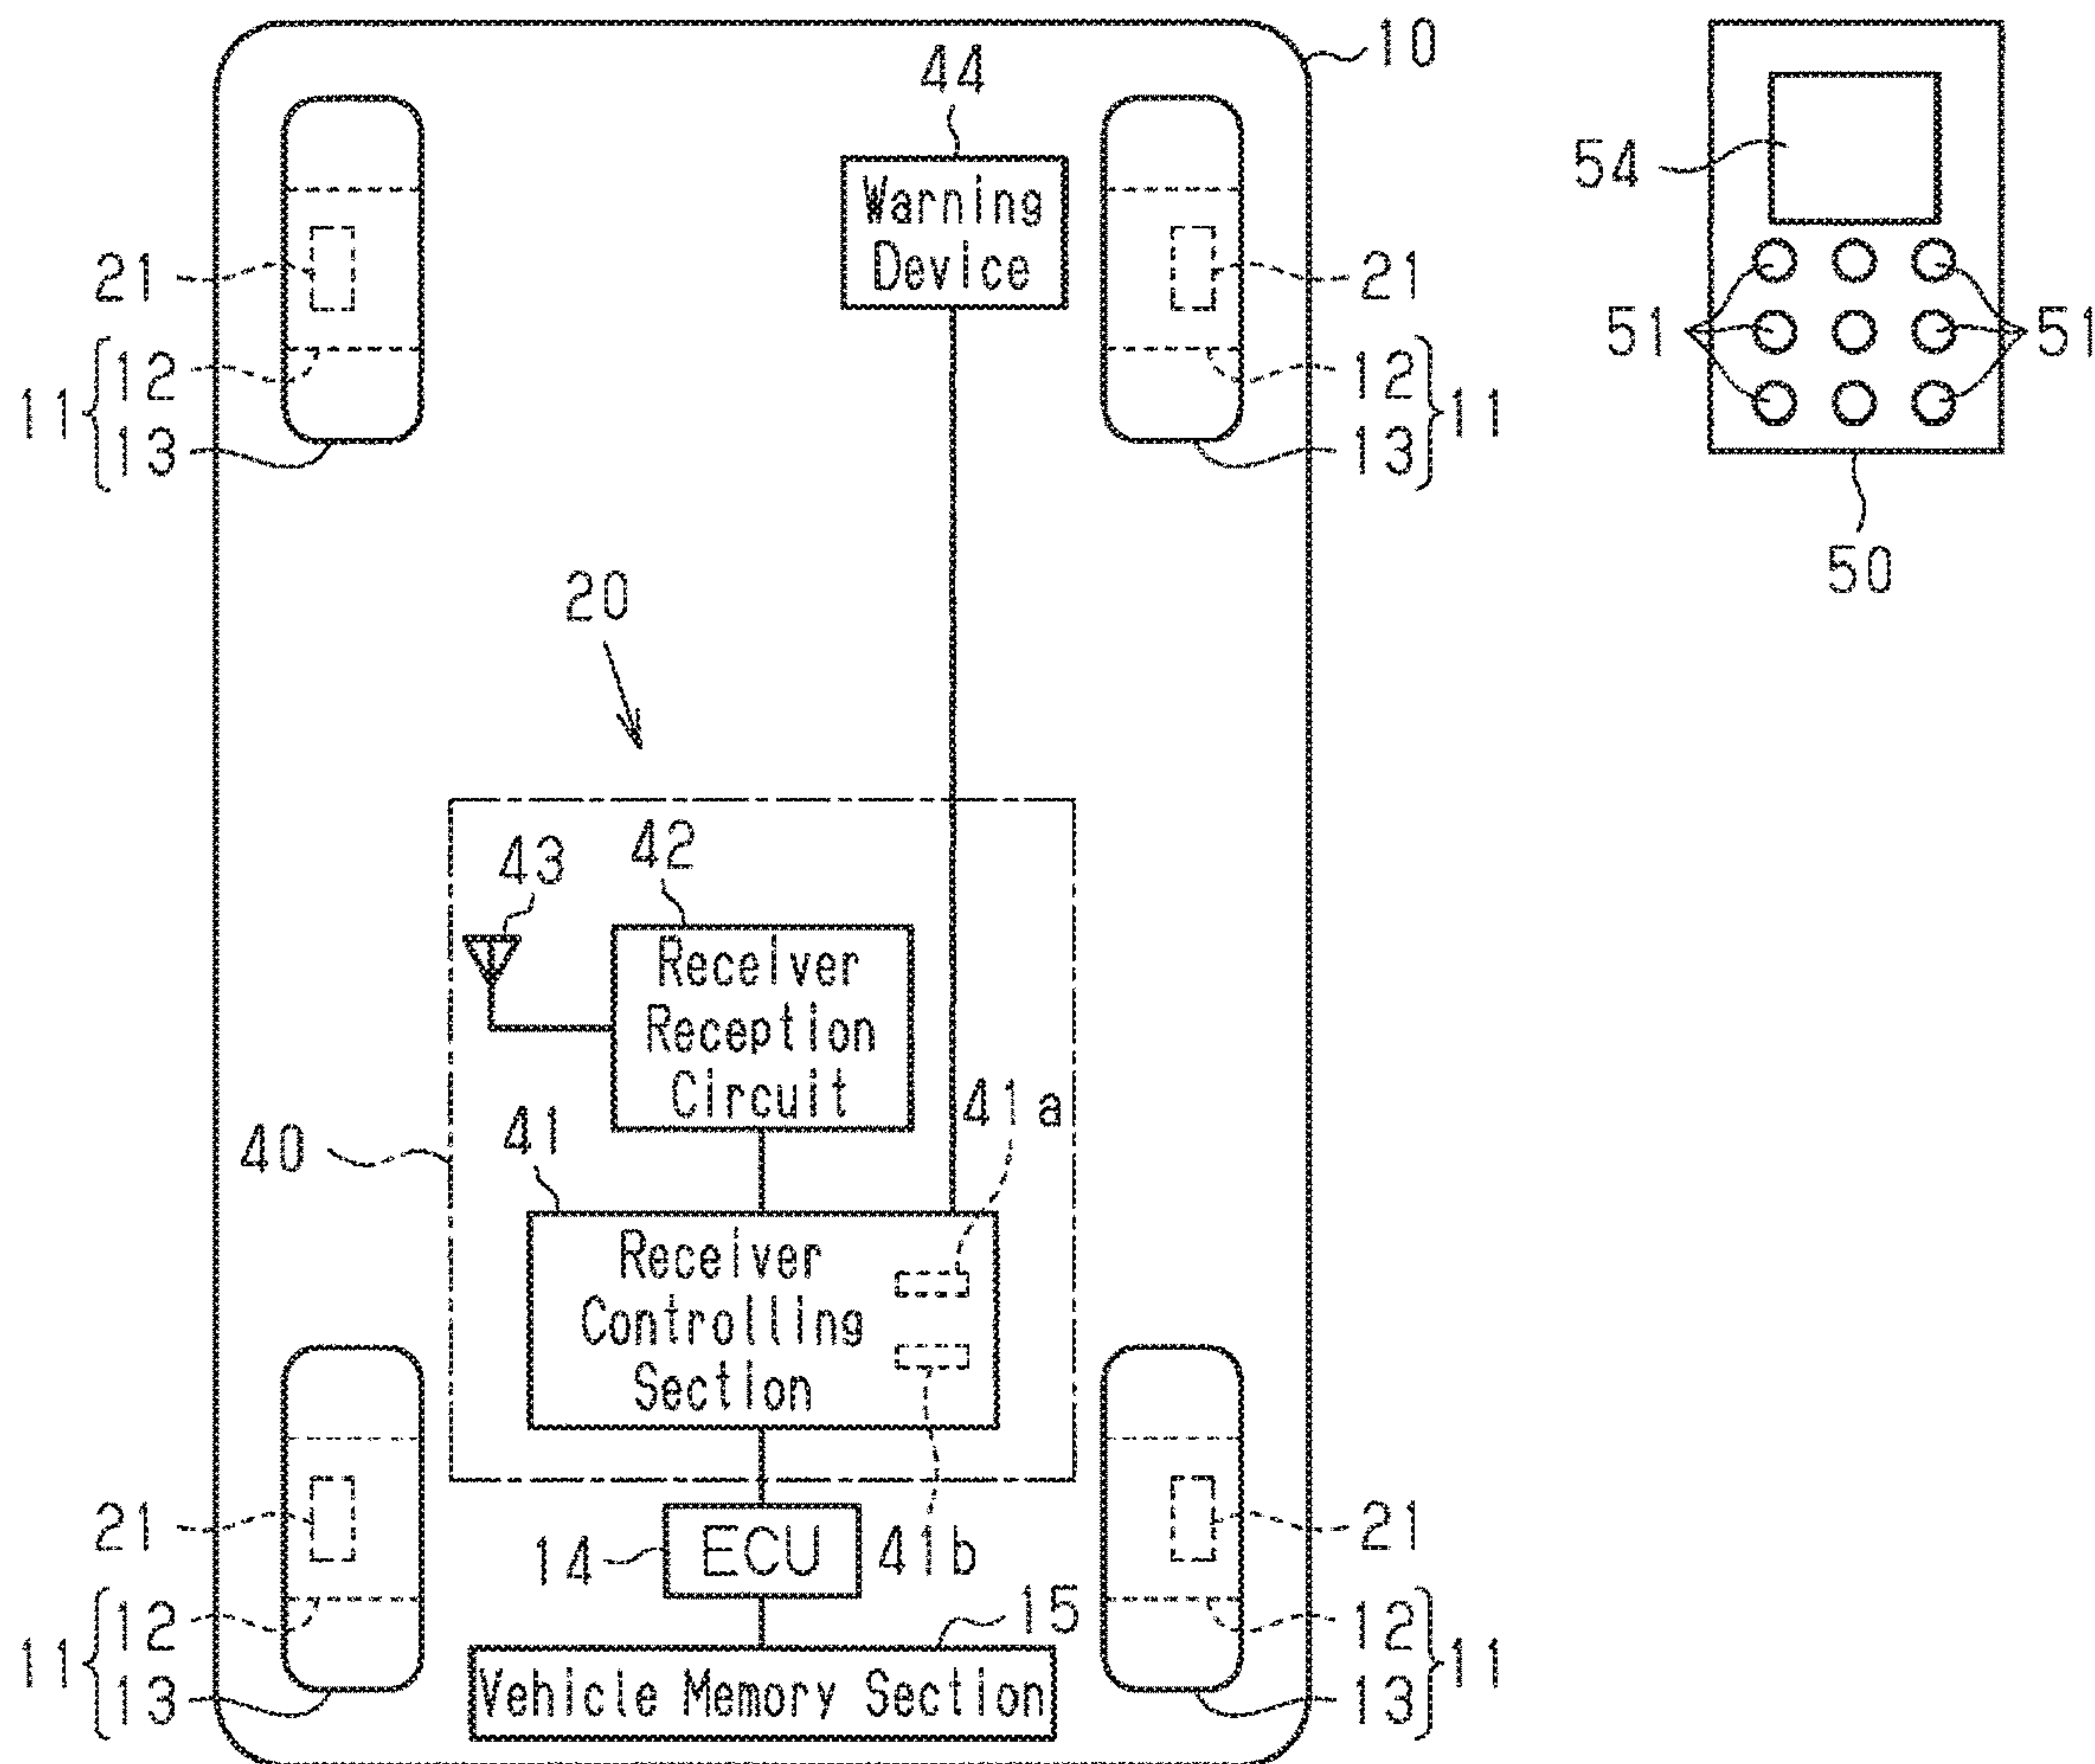 10
44
54
Warning
Device
21
21
51
51
11
12
13
12
13
11
50
20
43
42
Receiver
Reception
Circuit
41a
40
41
Receiver
Controlling
Section
21
21
14
ECU
41b
15
11
12
13
12
13
11
Vehicle Memory Section